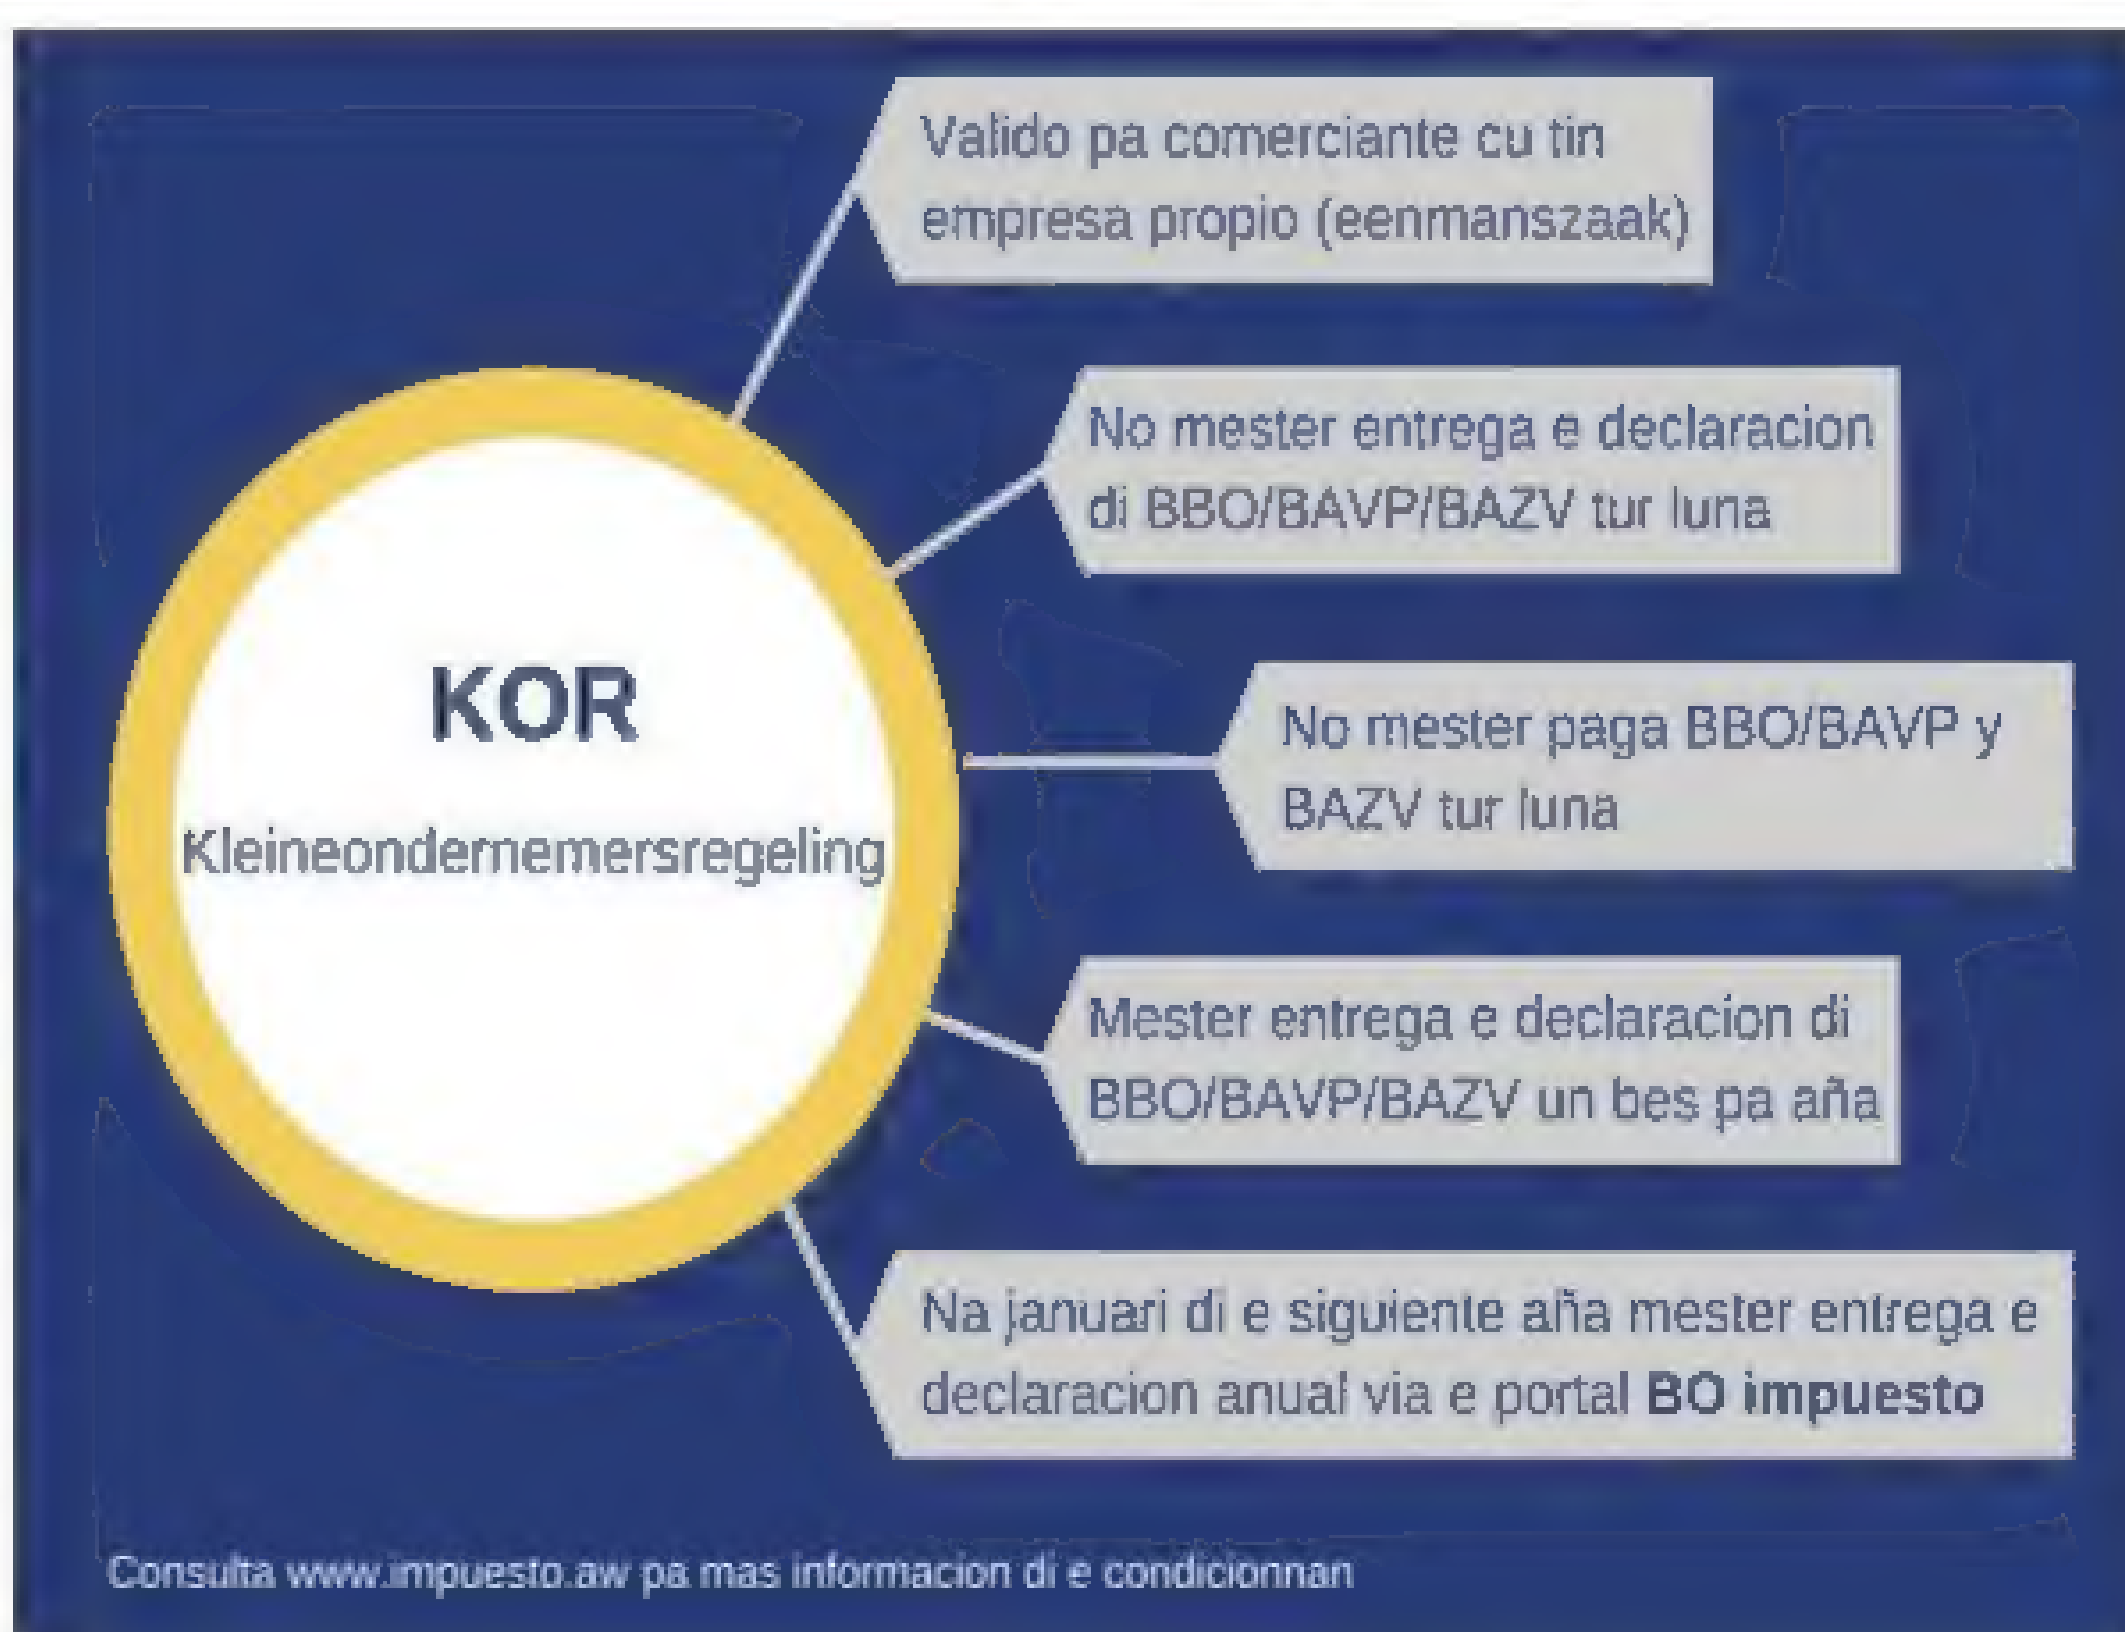 Valido pa comerciante cu tin
empresa propio (eenmanszaak)
No mester entrega e declaracion
di BBO/BAVP/BAZV tur luna
KOR
Kleineondernemersregeling
No mester paga BBO/BAVP y
BAZV tur luna
Mester entrega e declaracion di
BBO/BAVP/BAZV un bes pa aña
Na januari di e siguiente aña mester entrega e
declaracion anual via e portal BO impuesto
Consulta www.impuesto.aw pa mas informacion di e condicionnan